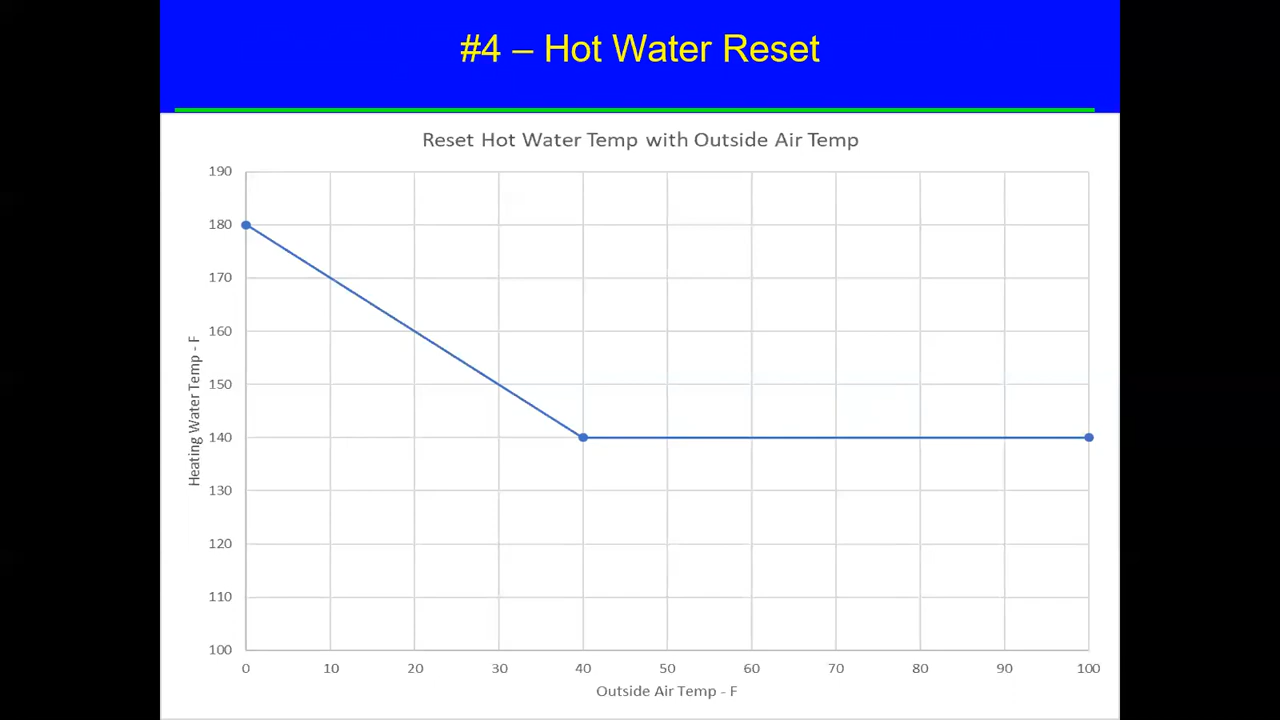 #4 – Hot Water Reset
Reset Hot Water Temp with Outside Air Temp
190
180
170
160
150
140
130
120
110
100
Heating Water Temp - F
0 10 20 30 40 50 60 70 80 90 100
Outside Air Temp - F